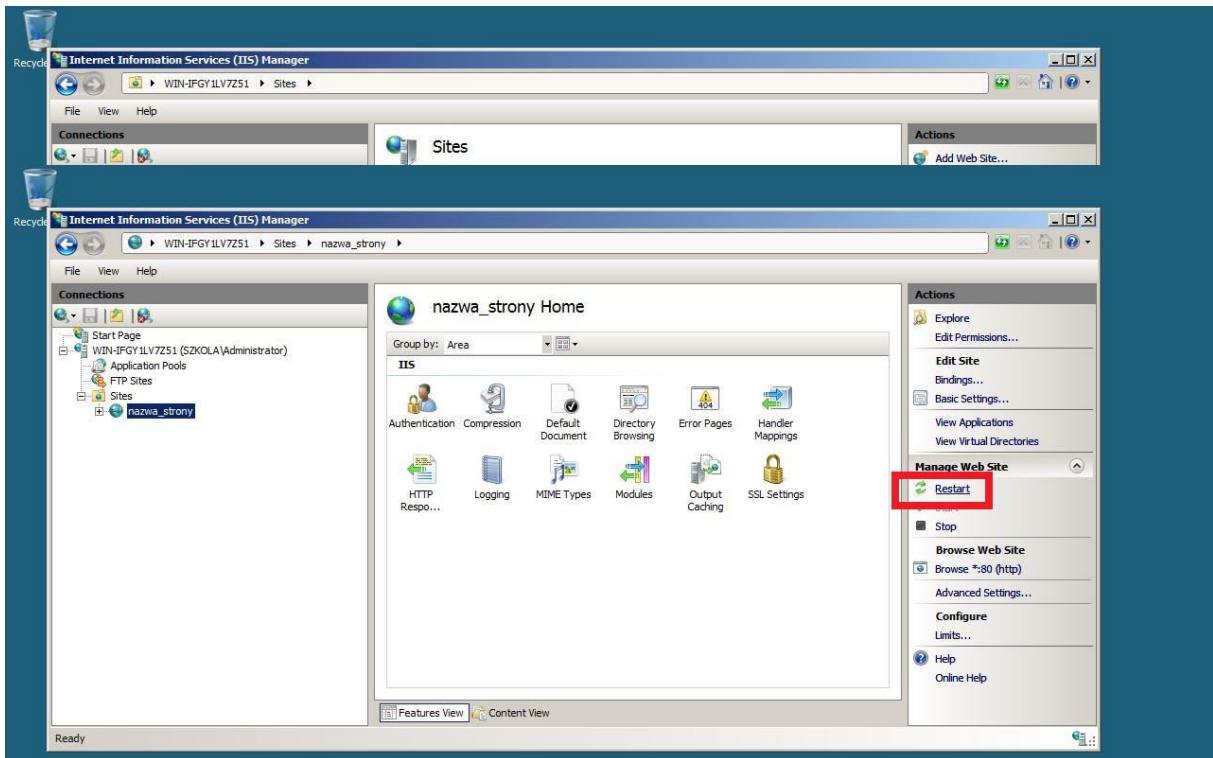 Recycle
Internet Information Services (IIS) Manager
WIN-IFGY1LV7Z51 Sites
File View Help
Connections
Sites
Actions
Add Web Site...
Recycle
Internet Information Services (IIS) Manager
WIN-IFGY1LV7Z51 Sites nazwa_strony
File View Help
Connections
Start Page
WIN-IFGY1LV7Z51 (SZKOLA\Administrator)
Application Pools
FTP Sites
Sites
nazwa_strony
nazwa_strony Home
Group by: Area
IIS
Authentication Compression Default Document Directory Browsing Error Pages Handler Mappings
404
HTTP Respo... Logging MIME Types Modules Output Caching SSL Settings
Features View Content View
Actions
Explore
Edit Permissions...
Edit Site
Bindings...
Basic Settings...
View Applications
View Virtual Directories
Manage Web Site
Restart
Stop
Browse Web Site
Browse *:80 (http)
Advanced Settings...
Configure
Limits...
Help
Online Help
Ready